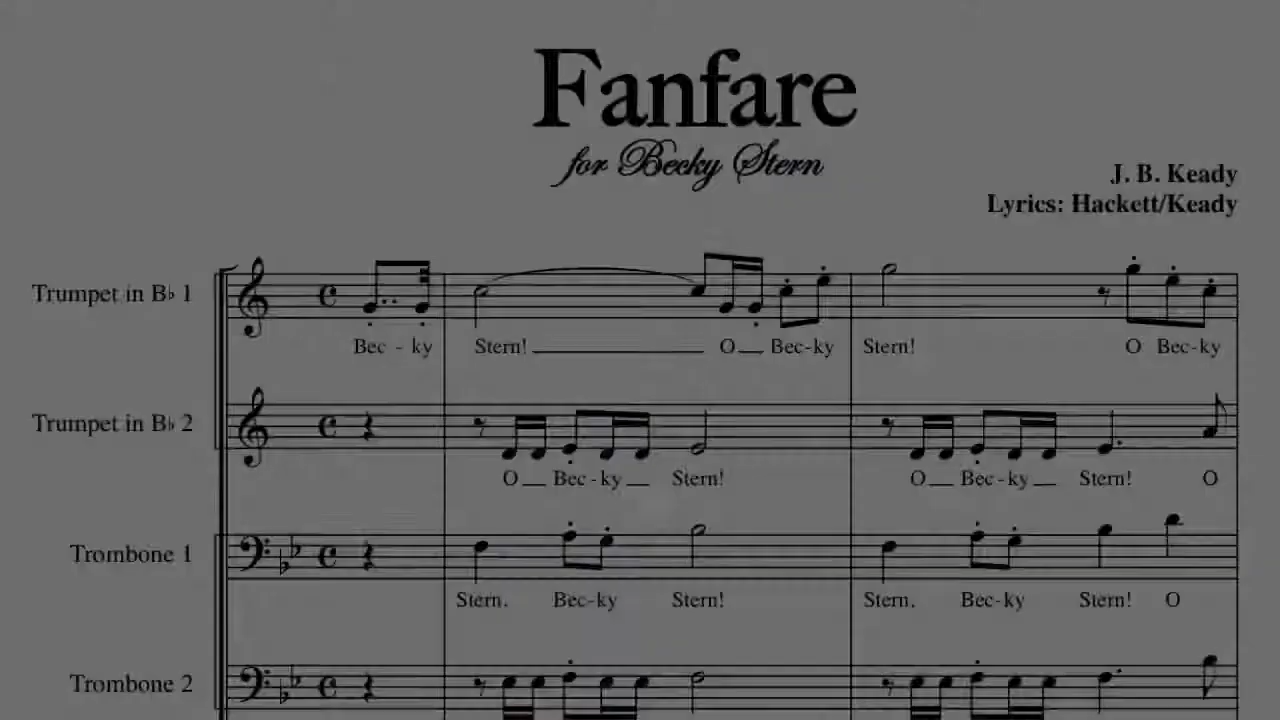 Fanfare
for Becky Stern
J. B. Keady
Lyrics: Hackett/Keady
Trumpet in B♭ 1
Bec - ky Stern! O Bec-ky Stern! O Bec-ky
Trumpet in B♭ 2
O Bec-ky Stern! O Bec-ky Stern! O
Trombone 1
Stern. Bec-ky Stern! Stern. Bec-ky Stern! O
Trombone 2